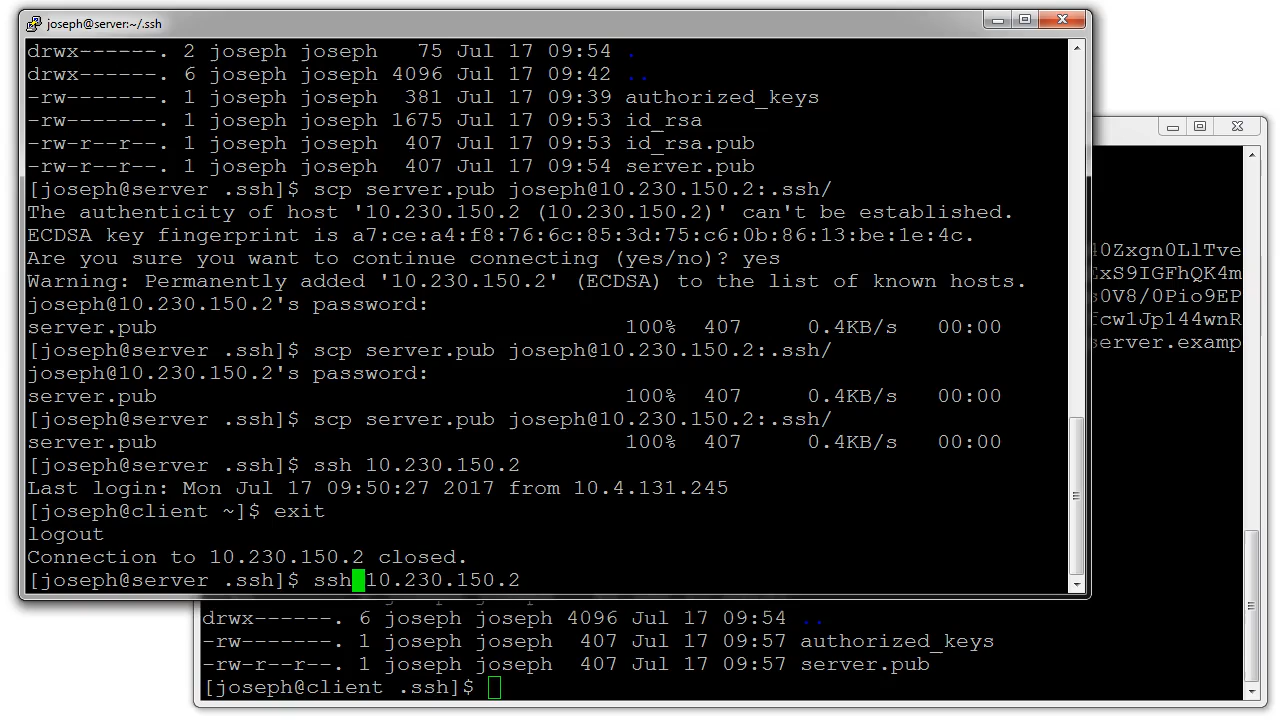 joseph@server:~/.ssh
drwx------. 2 joseph joseph   75 Jul 17 09:54 .
drwx------. 6 joseph joseph 4096 Jul 17 09:42 ..
-rw-------. 1 joseph joseph  381 Jul 17 09:39 authorized_keys
-rw-------. 1 joseph joseph 1675 Jul 17 09:53 id_rsa
-rw-r--r--. 1 joseph joseph  407 Jul 17 09:53 id_rsa.pub
-rw-r--r--. 1 joseph joseph  407 Jul 17 09:54 server.pub
[joseph@server .ssh]$ scp server.pub joseph@10.230.150.2:.ssh/
The authenticity of host '10.230.150.2 (10.230.150.2)' can't be established.
ECDSA key fingerprint is a7:ce:a4:f8:76:6c:85:3d:75:c6:0b:86:13:be:1e:4c.
Are you sure you want to continue connecting (yes/no)? yes
Warning: Permanently added '10.230.150.2' (ECDSA) to the list of known hosts.
joseph@10.230.150.2's password:
server.pub                                    100%  407     0.4KB/s   00:00
[joseph@server .ssh]$ scp server.pub joseph@10.230.150.2:.ssh/
joseph@10.230.150.2's password:
server.pub                                    100%  407     0.4KB/s   00:00
[joseph@server .ssh]$ scp server.pub joseph@10.230.150.2:.ssh/
server.pub                                    100%  407     0.4KB/s   00:00
[joseph@server .ssh]$ ssh 10.230.150.2
Last login: Mon Jul 17 09:50:27 2017 from 10.4.131.245
[joseph@client ~]$ exit
logout
Connection to 10.230.150.2 closed.
[joseph@server .ssh]$ ssh 10.230.150.2
40Zxgn0LlTve
ExS9IGFhQK4m
s0V8/0Pio9EP
fcw1Jp144wnR
server.examp
drwx------. 6 joseph joseph 4096 Jul 17 09:54 ..
-rw-------. 1 joseph joseph  407 Jul 17 09:57 authorized_keys
-rw-r--r--. 1 joseph joseph  407 Jul 17 09:57 server.pub
[joseph@client .ssh]$